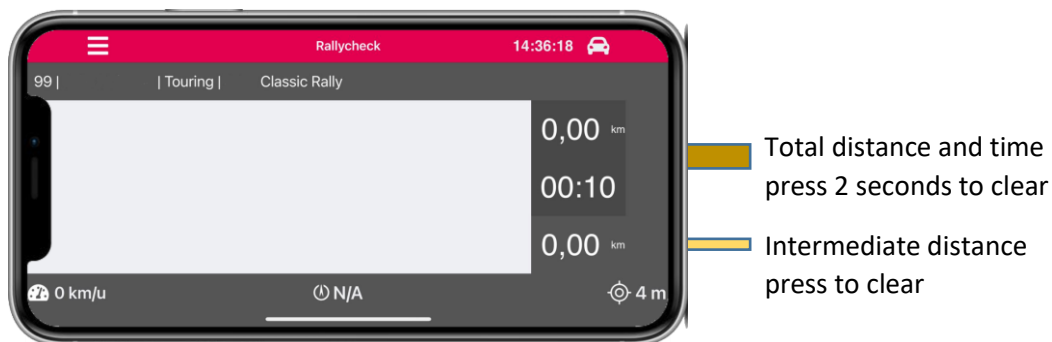 Rallycheck 14:36:18
99 | | Touring | Classic Rally
0,00 km
00:10
0,00 km
0 km/u N/A 4 m
Total distance and time
press 2 seconds to clear
Intermediate distance
press to clear